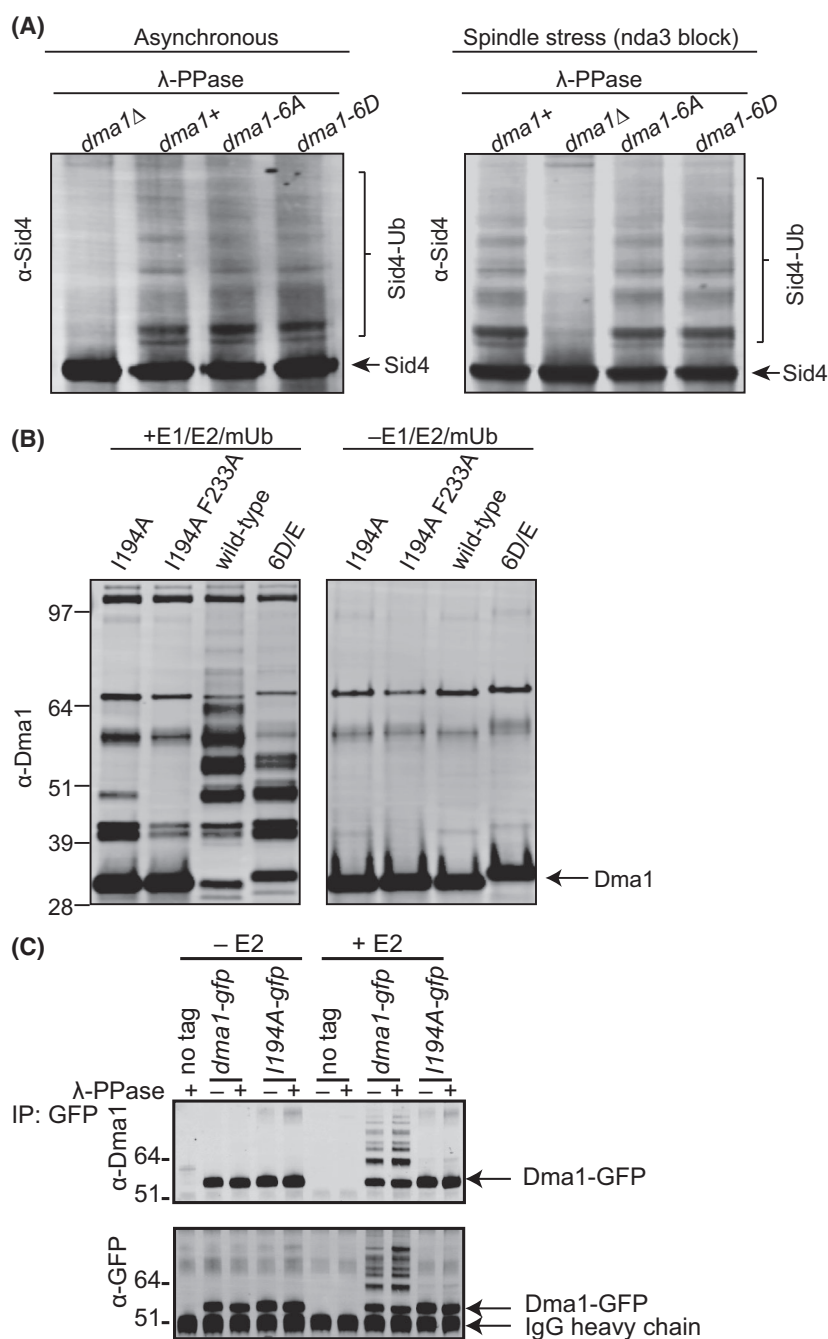 (A)
Asynchronous
Spindle stress (nda3 block)
λ-PPase
λ-PPase
dma1Δ
dma1+
dma1-6A
dma1-6D
dma1+
dma1Δ
dma1-6A
dma1-6D
α-Sid4
Sid4-Ub
Sid4
α-Sid4
Sid4-Ub
Sid4
(B)
+E1/E2/mUb
–E1/E2/mUb
I194A
I194A F233A
wild-type
6D/E
I194A
I194A F233A
wild-type
6D/E
α-Dma1
97
64
51
39
28
Dma1
(C)
– E2
+ E2
no tag
dma1-gfp
I194A-gfp
no tag
dma1-gfp
I194A-gfp
λ-PPase + – + – + – + – + – +
IP: GFP
α-Dma1
64
51
Dma1-GFP
α-GFP
64
51
Dma1-GFP
IgG heavy chain